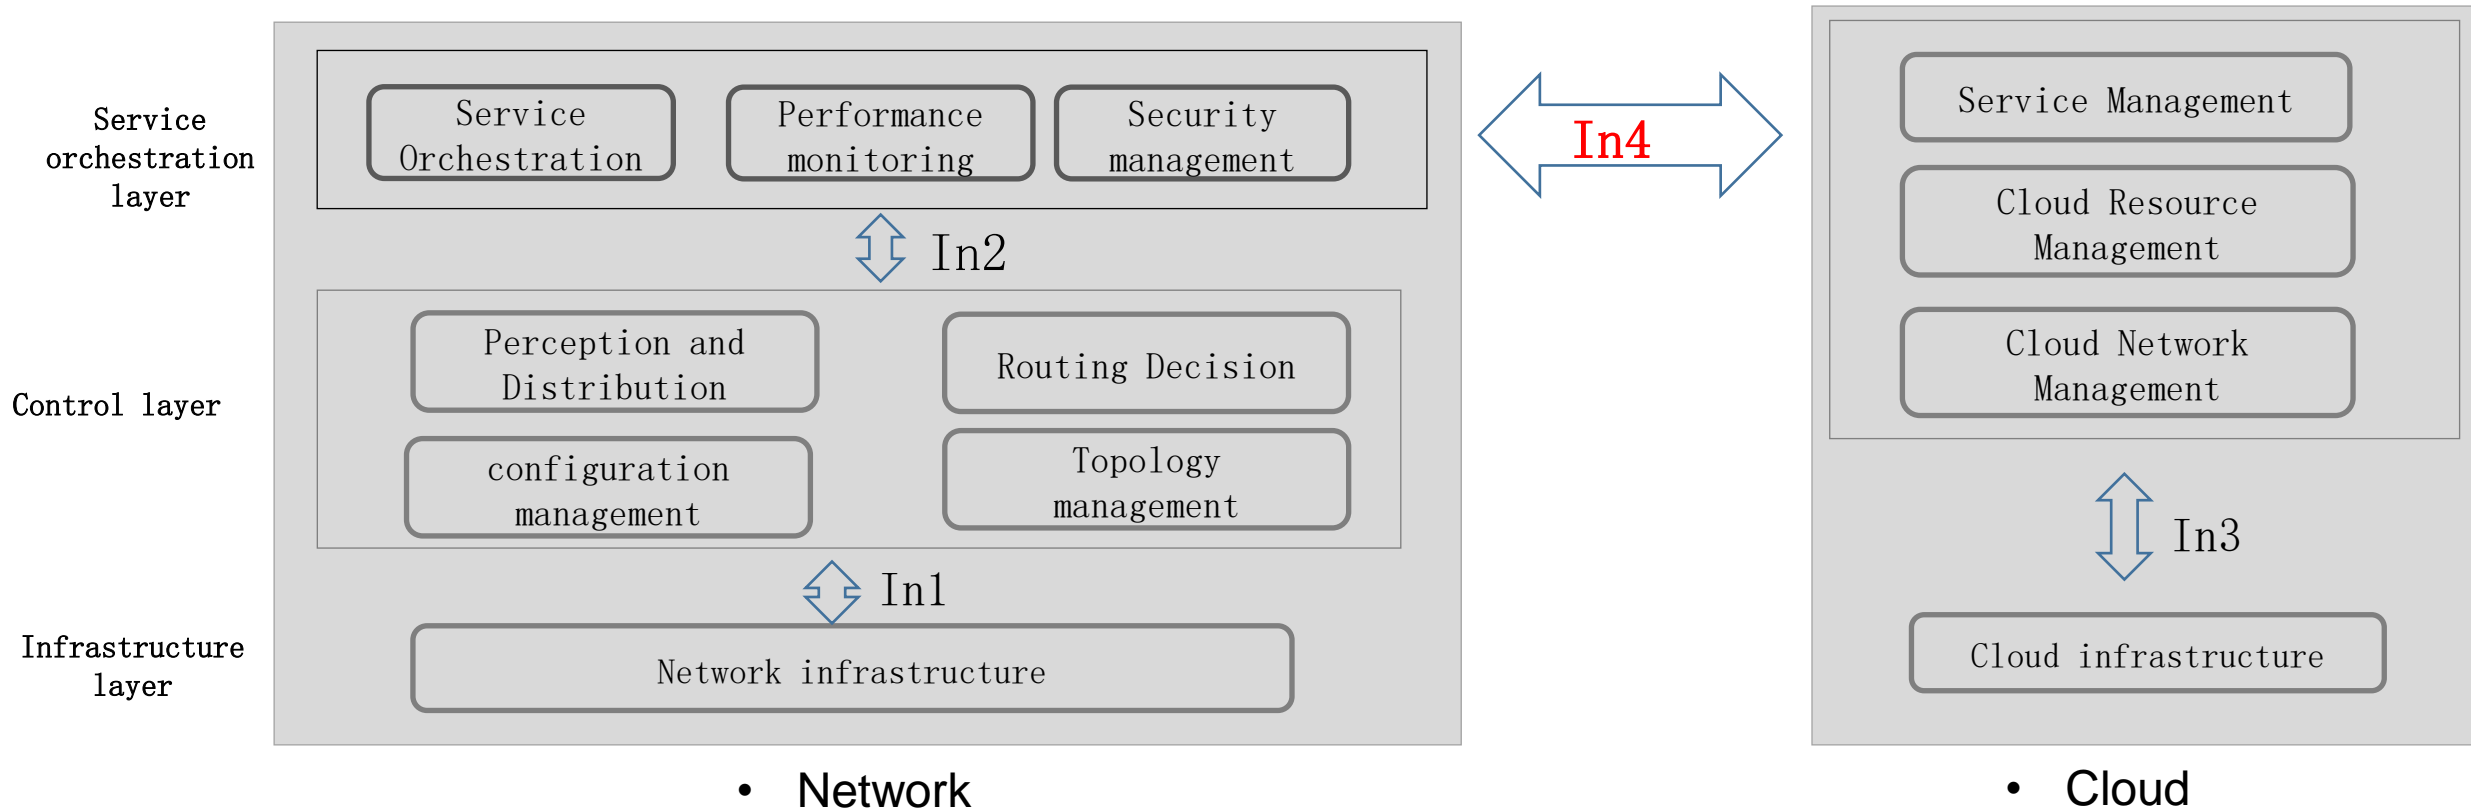 Service
orchestration
layer
Service
Orchestration
Performance
monitoring
Security
management
In2
Control layer
Perception and
Distribution
Routing Decision
configuration
management
Topology
management
In1
Infrastructure
layer
Network infrastructure
• Network
In4
Service Management
Cloud Resource
Management
Cloud Network
Management
In3
Cloud infrastructure
• Cloud